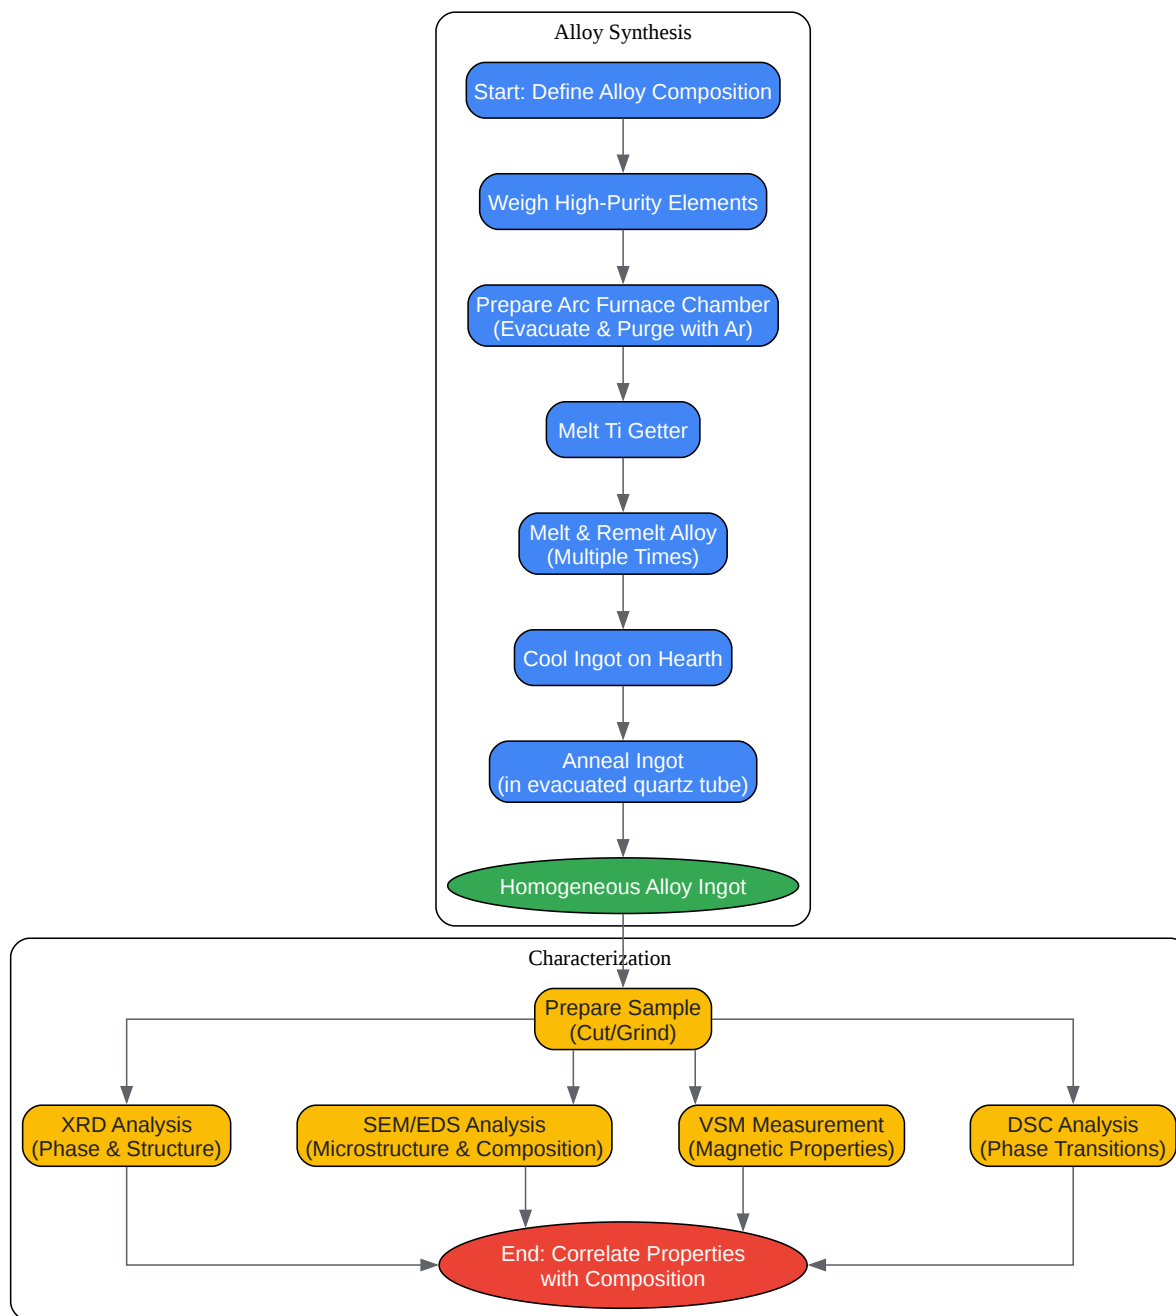 Alloy Synthesis
Start: Define Alloy Composition
Weigh High-Purity Elements
Prepare Arc Furnace Chamber
(Evacuate & Purge with Ar)
Melt Ti Getter
Melt & Remelt Alloy
(Multiple Times)
Cool Ingot on Hearth
Anneal Ingot
(in evacuated quartz tube)
Homogeneous Alloy Ingot
Characterization
Prepare Sample
(Cut/Grind)
XRD Analysis
(Phase & Structure)
SEM/EDS Analysis
(Microstructure & Composition)
VSM Measurement
(Magnetic Properties)
DSC Analysis
(Phase Transitions)
End: Correlate Properties
with Composition